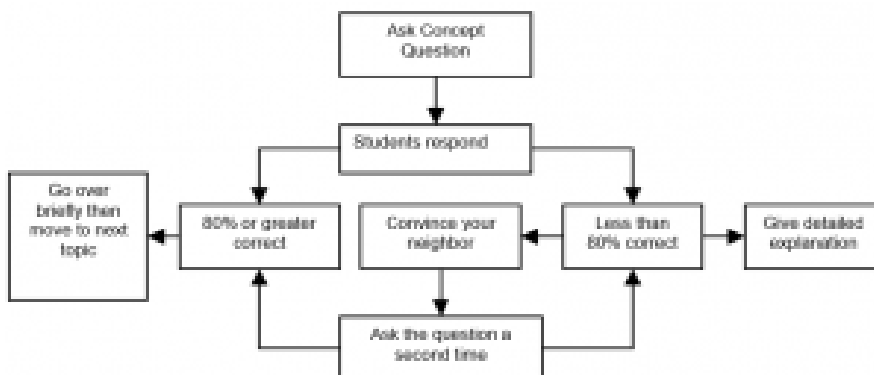 Ask Concept
Question
Students respond
Go over
briefly then
move to next
topic
80% or greater
correct
Convince your
neighbor
Less than
80% correct
Give detailed
explanation
Ask the question a
second time